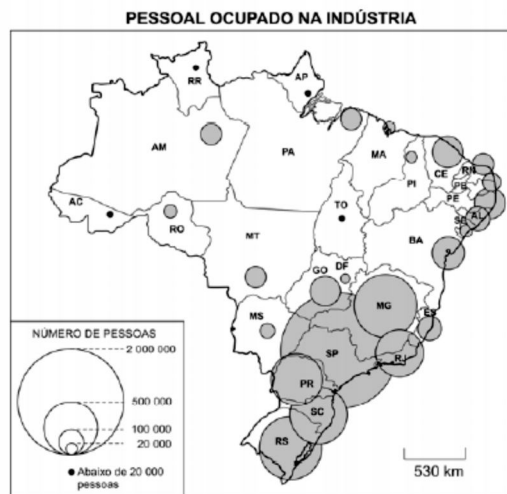 PESSOAL OCUPADO NA INDÚSTRIA
RR
AP
AM
PA
MA
CE
RN
PB
PE
PI
AL
SE
AC
RO
TO
MT
BA
GO
DF
MG
ES
MS
SP
RJ
PR
SC
RS
NÚMERO DE PESSOAS
2 000 000
500 000
100 000
20 000
Abaixo de 20 000
pessoas
530 km